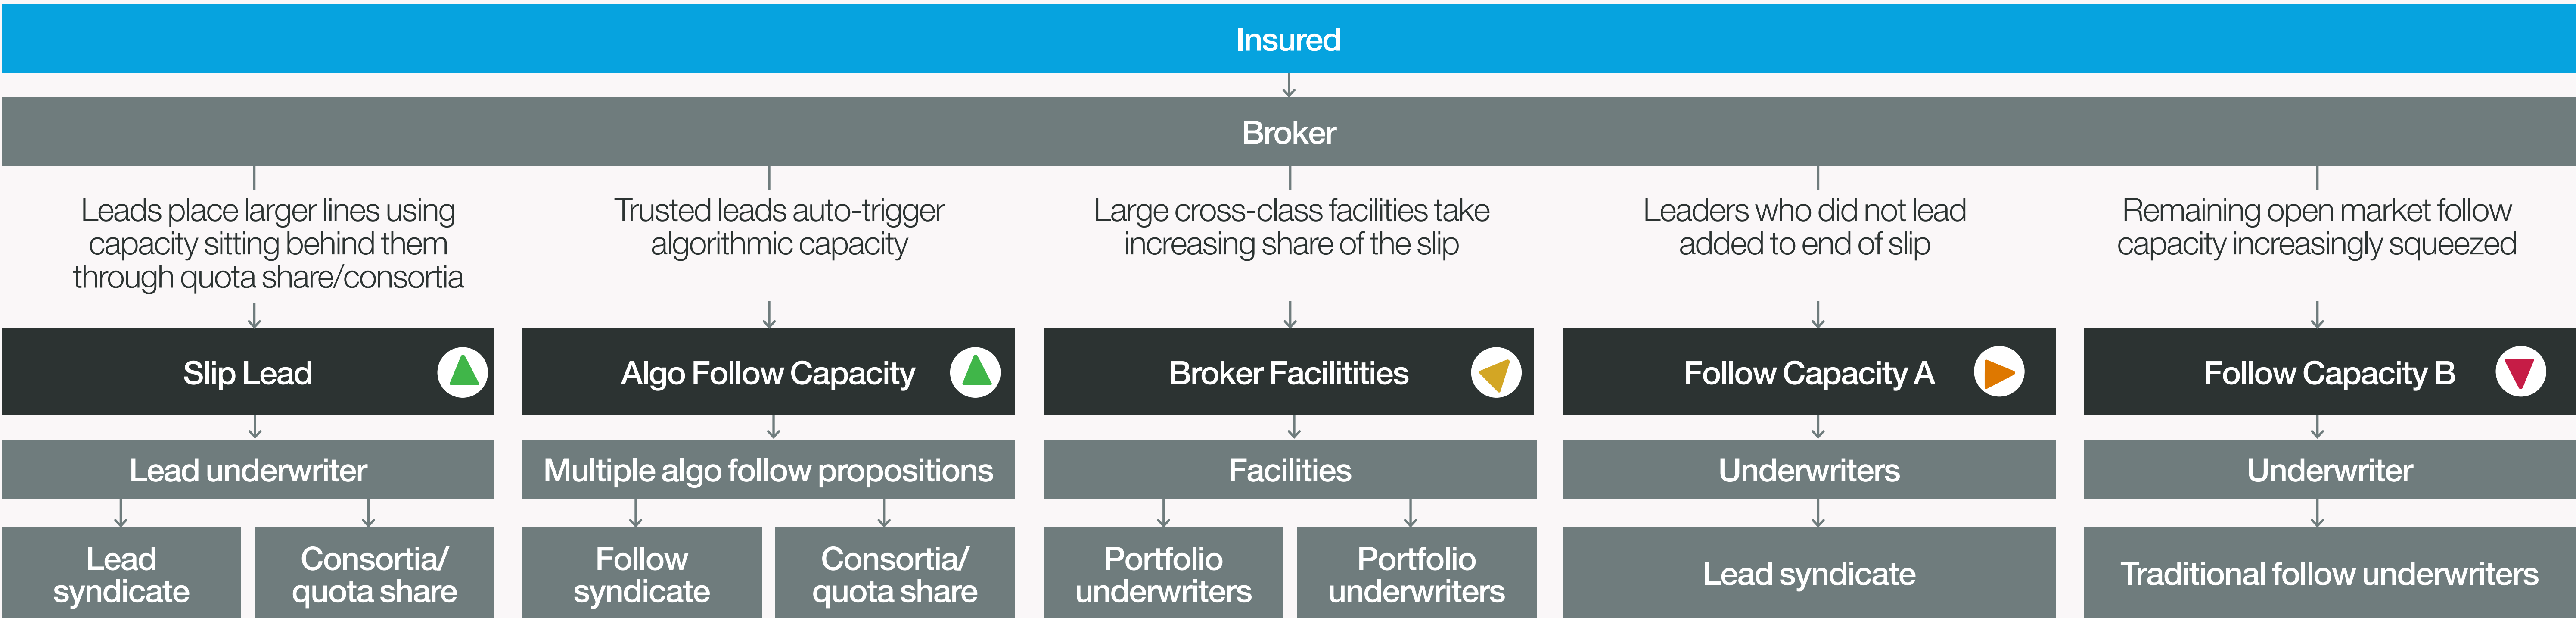 Insured
Broker
Leads place larger lines using
capacity sitting behind them
through quota share/consortia
Trusted leads auto-trigger
algorithmic capacity
Large cross-class facilities take
increasing share of the slip
Leaders who did not lead
added to end of slip
Remaining open market follow
capacity increasingly squeezed
Slip Lead
Algo Follow Capacity
Broker Facilitities
Follow Capacity A
Follow Capacity B
Lead underwriter
Multiple algo follow propositions
Facilities
Underwriters
Underwriter
Lead
syndicate
Consortia/
quota share
Follow
syndicate
Consortia/
quota share
Portfolio
underwriters
Portfolio
underwriters
Lead syndicate
Traditional follow underwriters